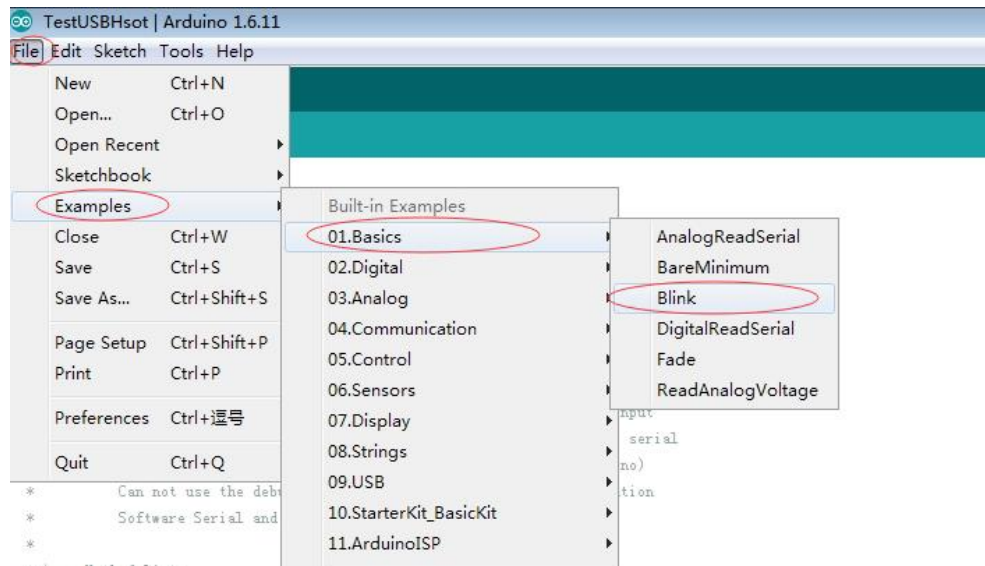 TestUSBHsot | Arduino 1.6.11
File Edit Sketch Tools Help
New Ctrl+N
Open... Ctrl+O
Open Recent
Sketchbook
Examples
Close Ctrl+W
Save Ctrl+S
Save As... Ctrl+Shift+S
Page Setup Ctrl+Shift+P
Print Ctrl+P
Preferences Ctrl+逗号
Quit Ctrl+Q
Built-in Examples
01.Basics
02.Digital
03.Analog
04.Communication
05.Control
06.Sensors
07.Display
08.Strings
09.USB
10.StarterKit_BasicKit
11.ArduinoISP
AnalogReadSerial
BareMinimum
Blink
DigitalReadSerial
Fade
ReadAnalogVoltage
serial
no)
* Can not use the
* Software Serial and
*